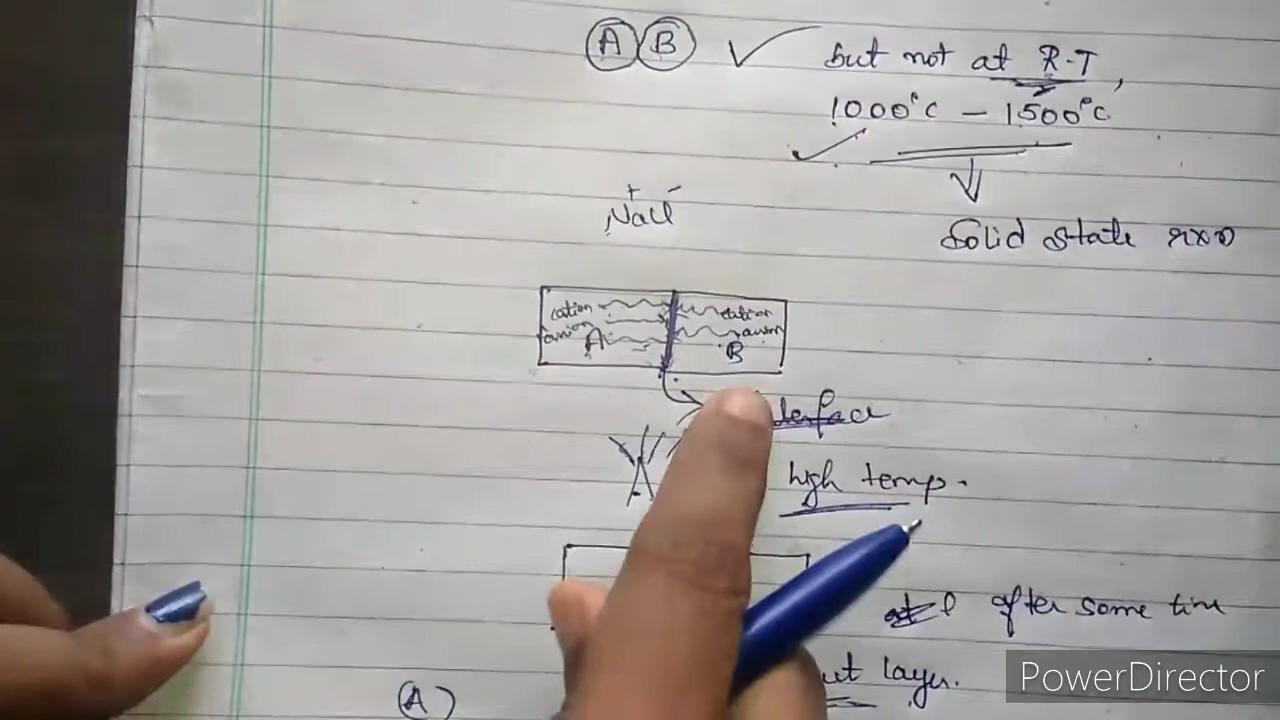 A B but not at R.T,
1000°C - 1500°C
Solid state rxn
+ -
NaCl
cation cation
anion anion
A B
high temp.
after some time
layer.
(A)
PowerDirector